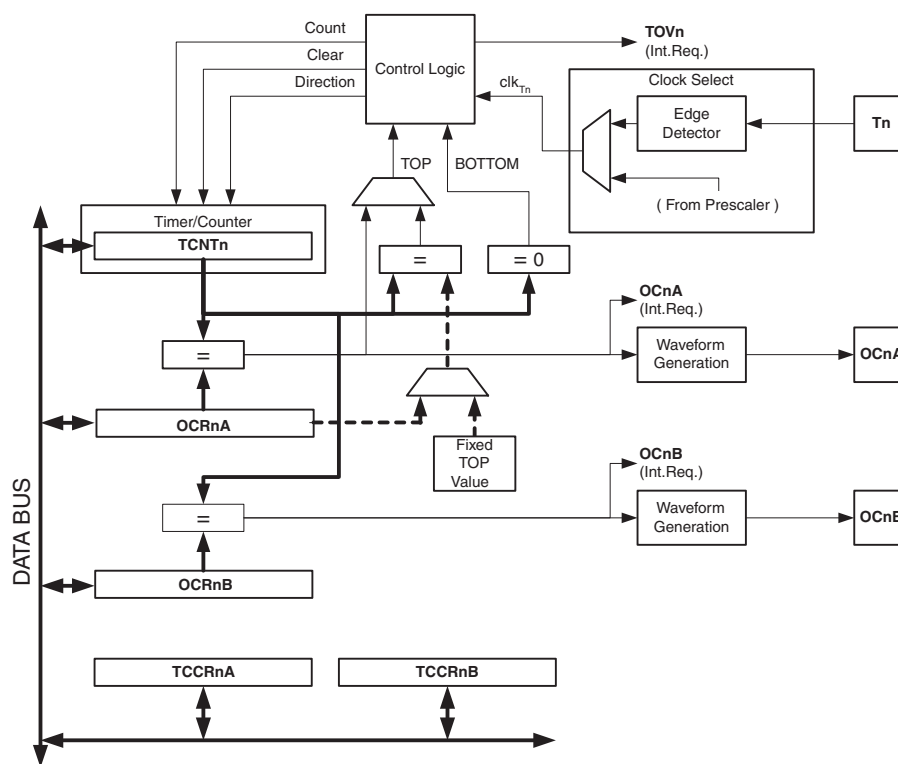 Count
Clear
Direction
Control Logic
TOVn
(Int.Req.)
clkTn
Clock Select
Edge
Detector
Tn
( From Prescaler )
TOP
BOTTOM
Timer/Counter
TCNTn
=
= 0
OCnA
(Int.Req.)
=
Waveform
Generation
OCnA
OCRnA
Fixed
TOP
Value
OCnB
(Int.Req.)
=
Waveform
Generation
OCnB
OCRnB
DATA BUS
TCCRnA
TCCRnB